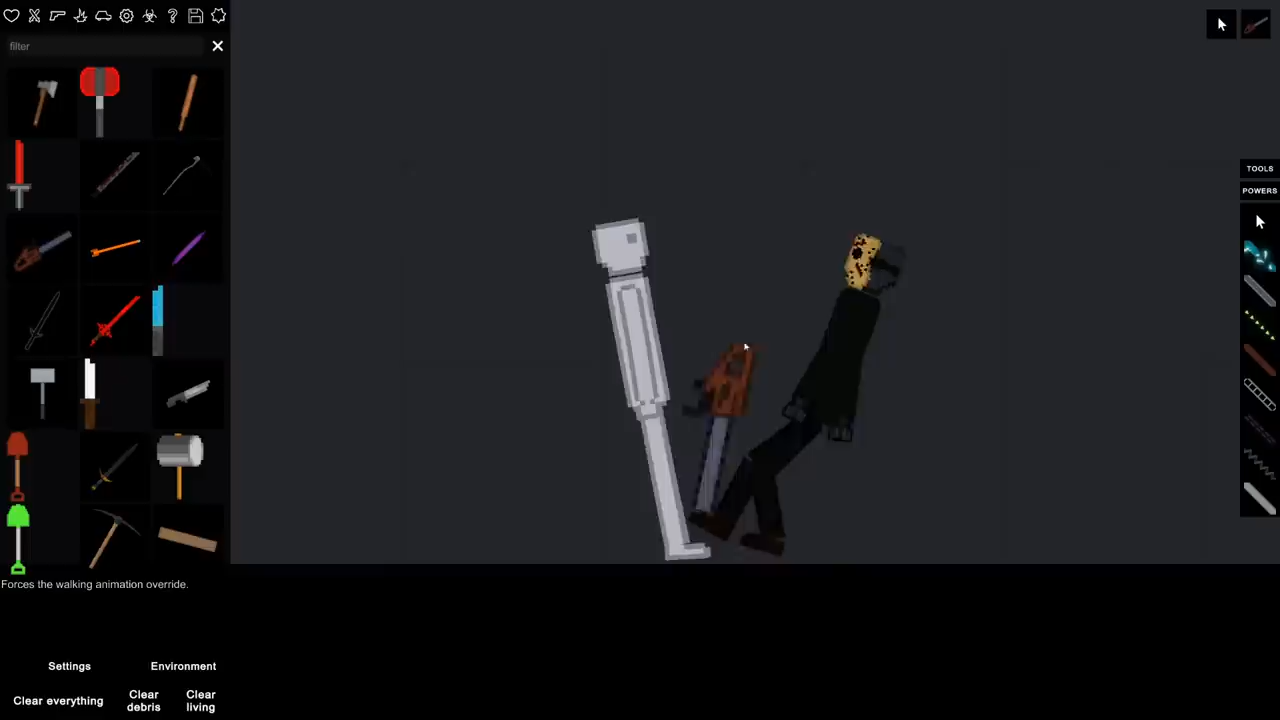 filter
TOOLS
POWERS
Forces the walking animation override.
Settings
Environment
Clear everything
Clear
debris
Clear
living